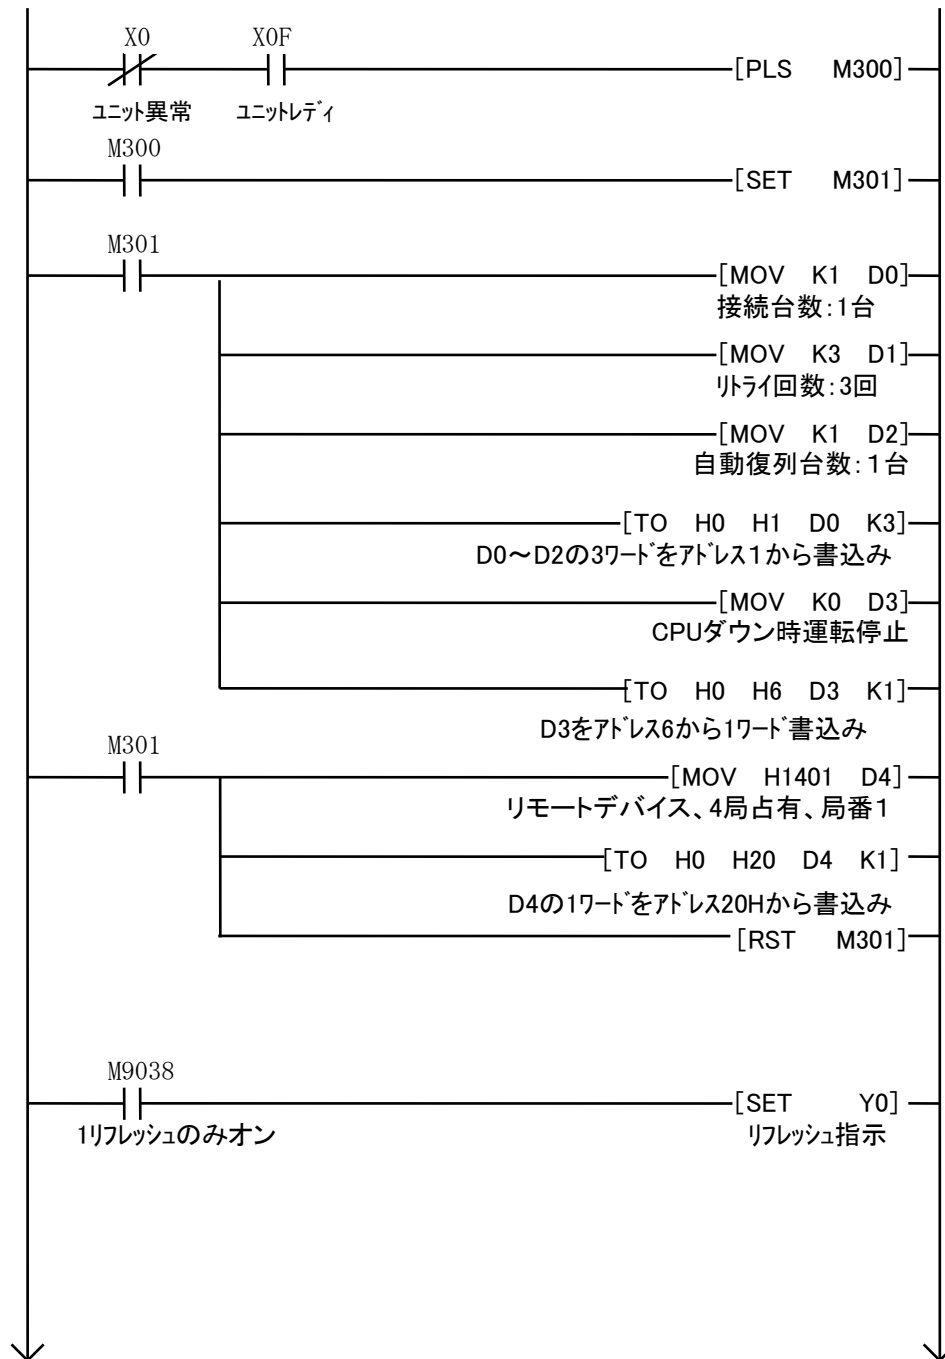 X0 X0F
[PLS M300]
ユニット異常 ユニットレディ
M300
[SET M301]
M301
[MOV K1 D0]
接続台数:1台
[MOV K3 D1]
リトライ回数:3回
[MOV K1 D2]
自動復列台数:1台
[TO H0 H1 D0 K3]
D0～D2の3ワードをアドレス1から書込み
[MOV K0 D3]
CPUダウン時運転停止
[TO H0 H6 D3 K1]
D3をアドレス6から1ワード書込み
M301
[MOV H1401 D4]
リモートデバイス、4局占有、局番1
[TO H0 H20 D4 K1]
D4の1ワードをアドレス20Hから書込み
[RST M301]
M9038
[SET Y0]
1リフレッシュのみオン リフレッシュ指示